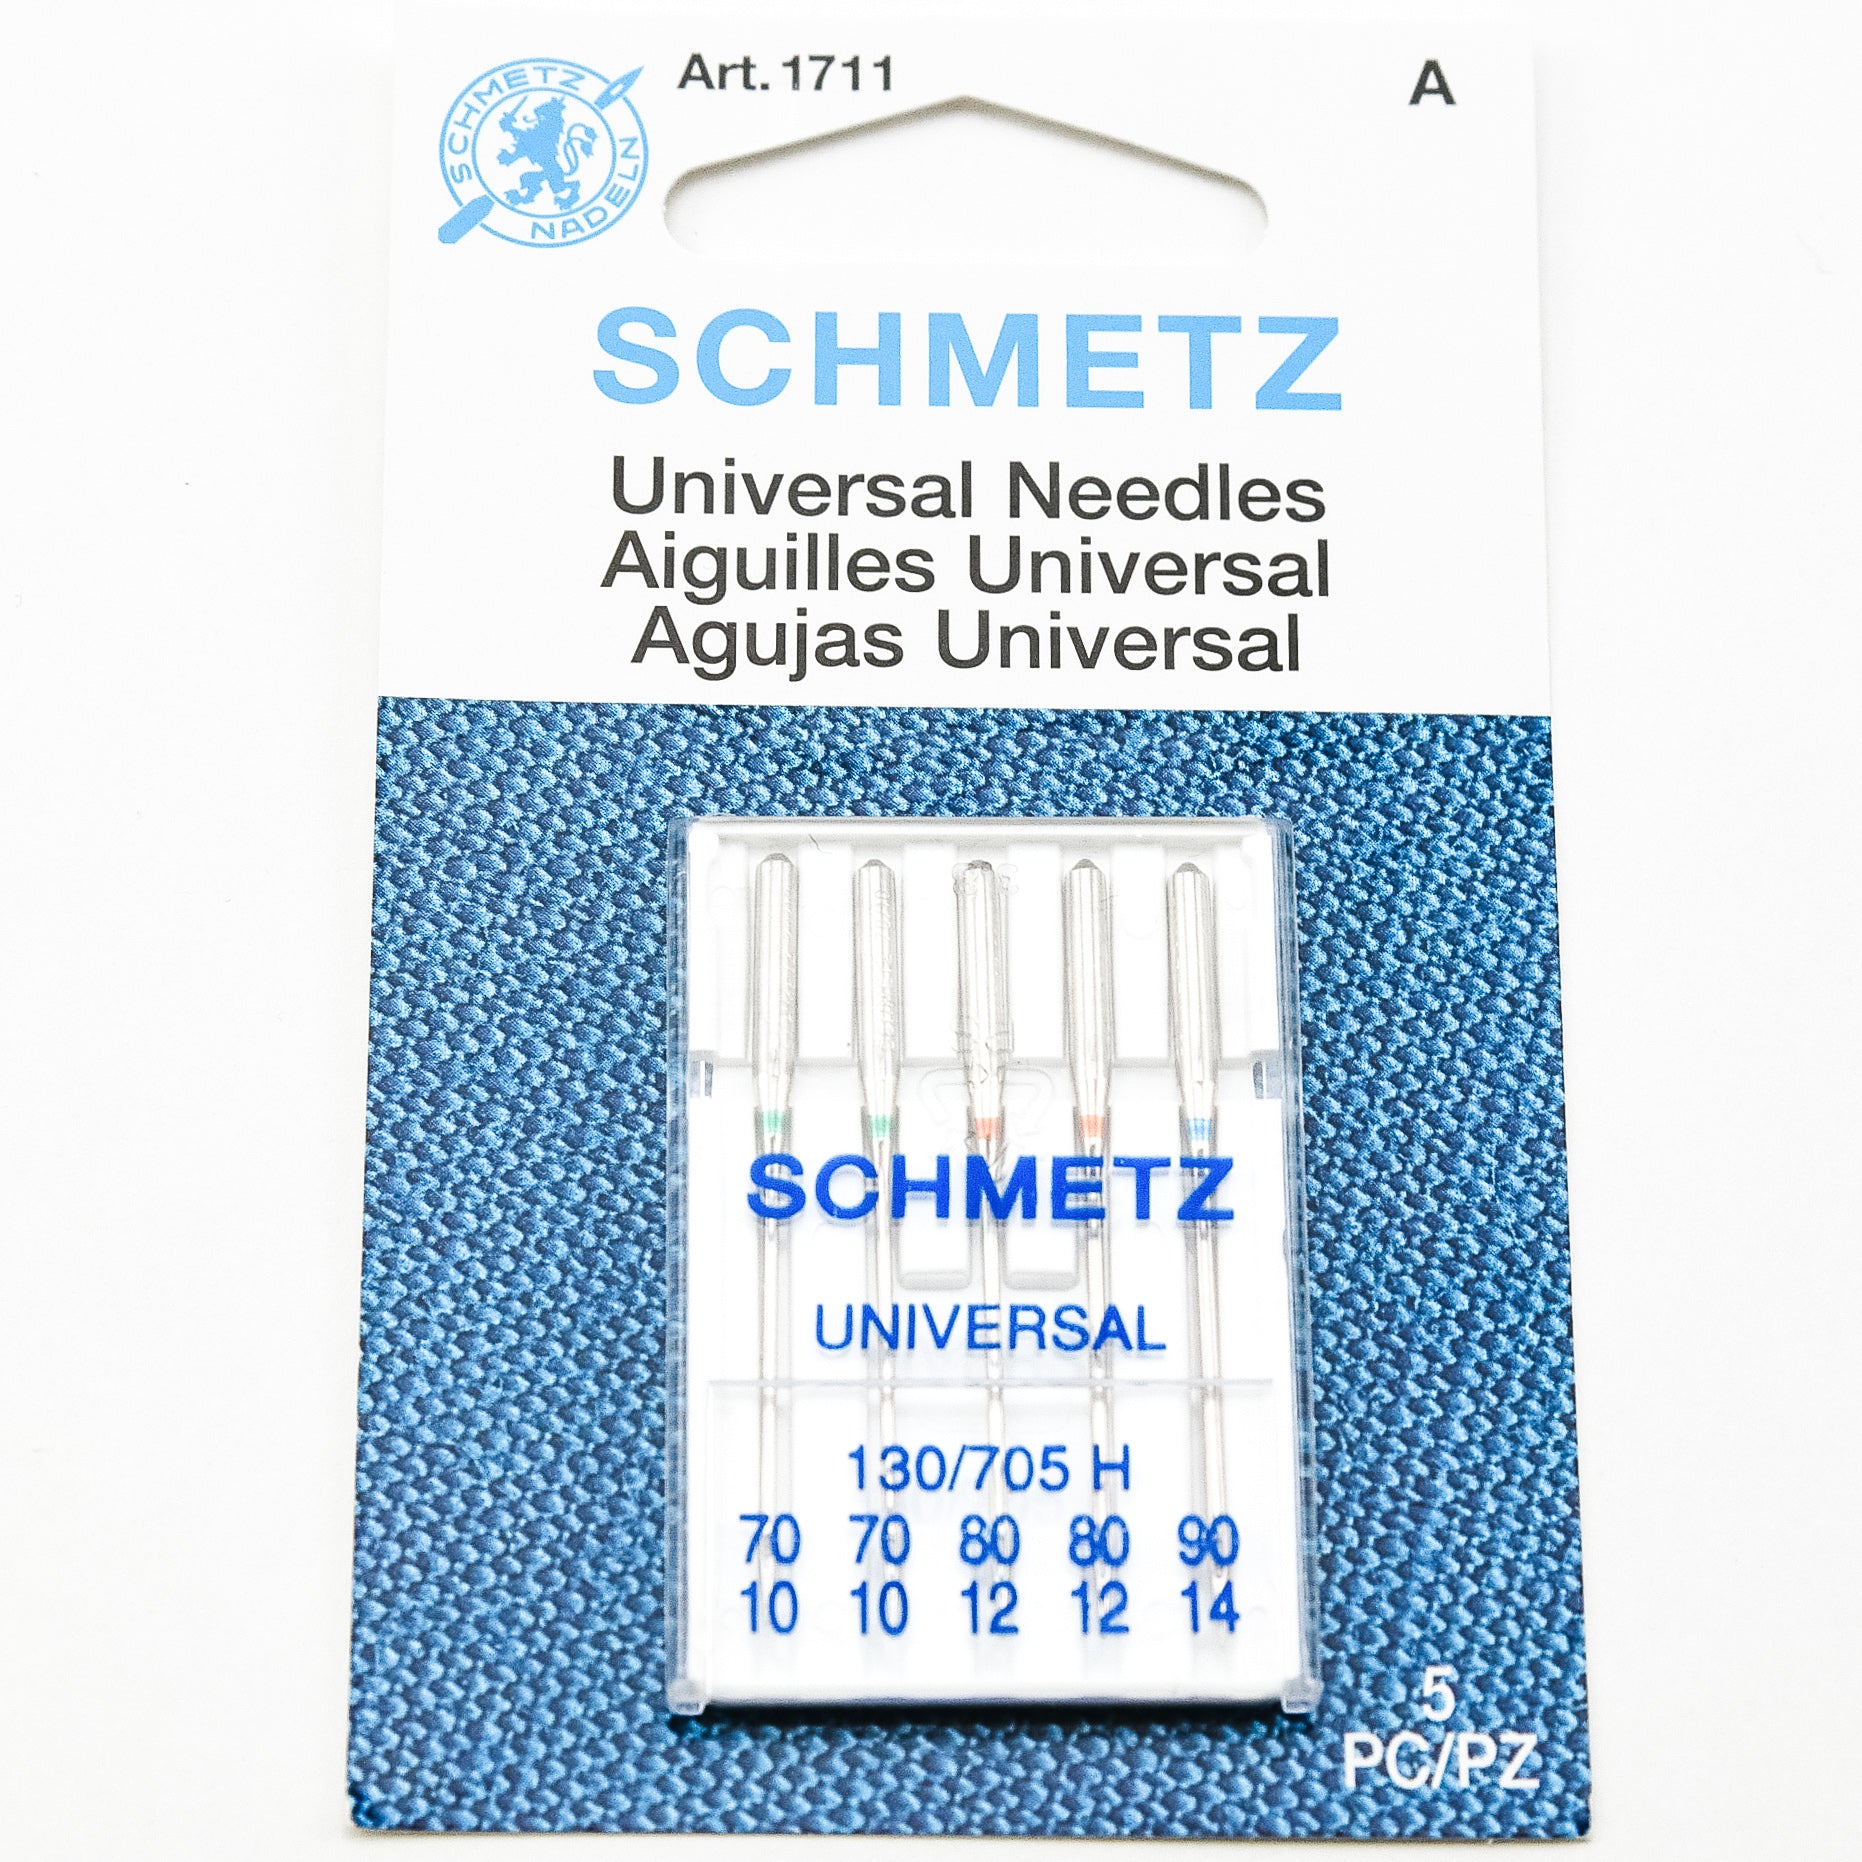 SCHMETZ
NADELN
Art. 1711
A
SCHMETZ
Universal Needles
Aiguilles Universal
Agujas Universal
SCHMETZ
UNIVERSAL
130/705 H
70 70 80 80 90
10 10 12 12 14
5
PC/PZ